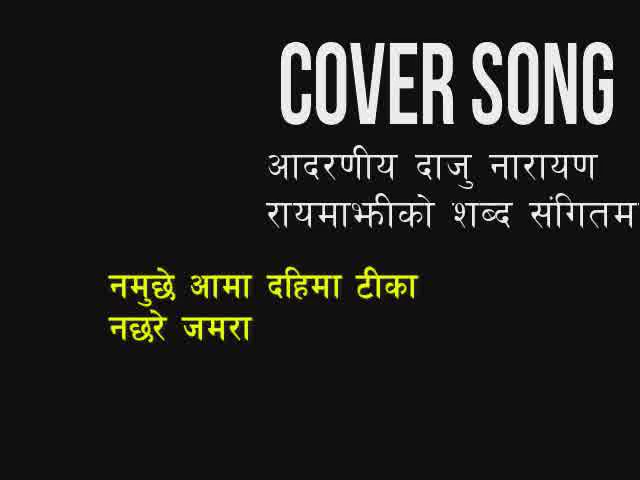 COVER SONG
आदरणीय दाजु नारायण
रायमाझीको शब्द संगितम
नमुछे आमा दहिमा टीका
नछरे जमरा